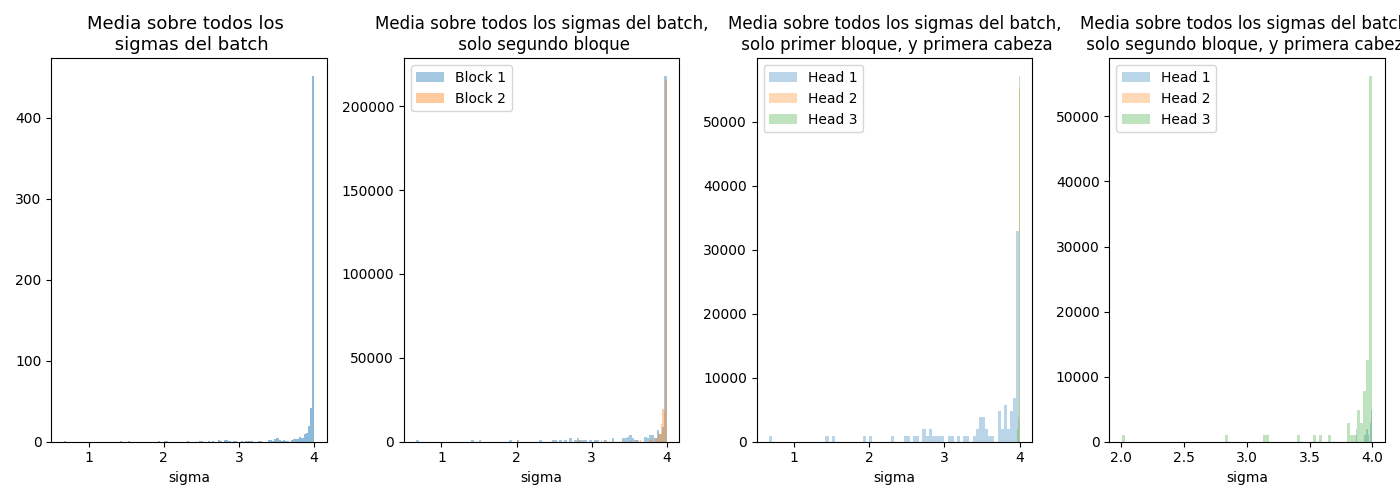 Media sobre todos los
sigmas del batch
400
300
200
100
0
1
2
3
4
sigma
Media sobre todos los sigmas del batch,
solo segundo bloque
Block 1
Block 2
200000
150000
100000
50000
0
1
2
3
4
sigma
Media sobre todos los sigmas del batch,
solo primer bloque, y primera cabeza
Head 1
Head 2
Head 3
50000
40000
30000
20000
10000
0
1
2
3
4
sigma
Media sobre todos los sigmas del batch
solo segundo bloque, y primera cabez
Head 1
Head 2
Head 3
50000
40000
30000
20000
10000
0
2.0
2.5
3.0
3.5
4.0
sigma